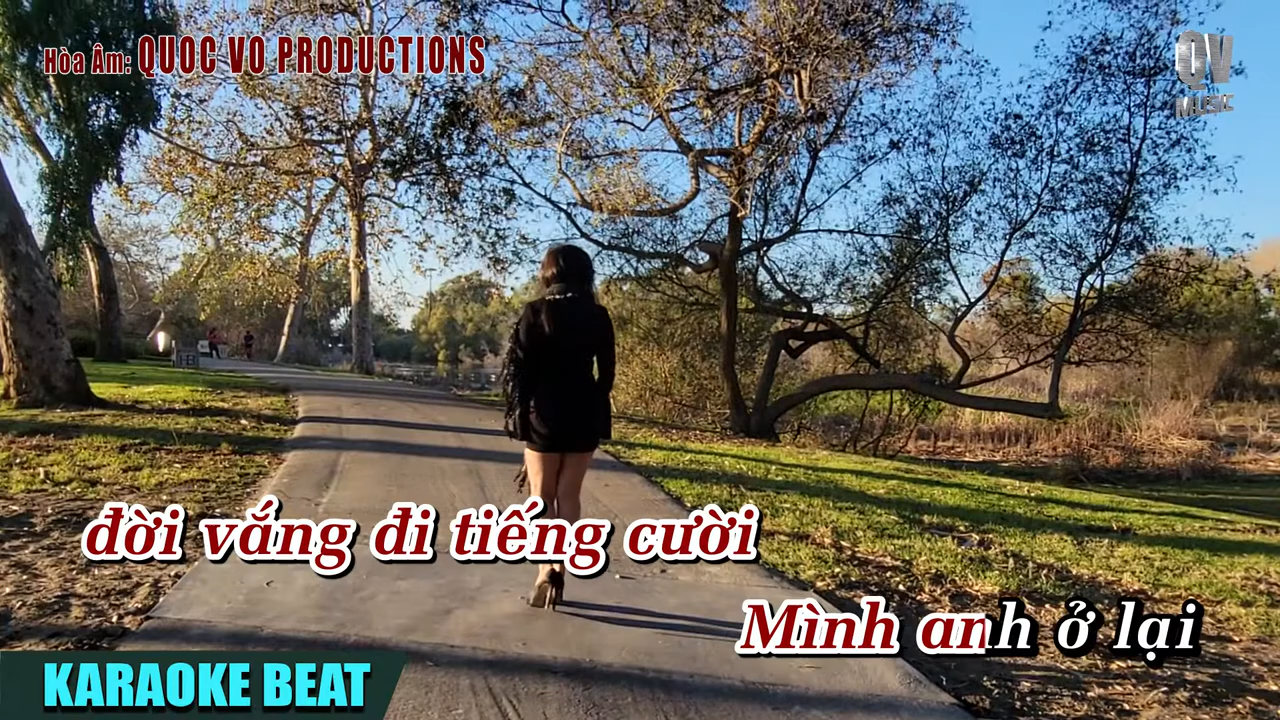 Hòa Âm: QUOC VO PRODUCTIONS
QV
MUSIC
đời vắng đi tiếng cười
Mình anh ở lại
KARAOKE BEAT